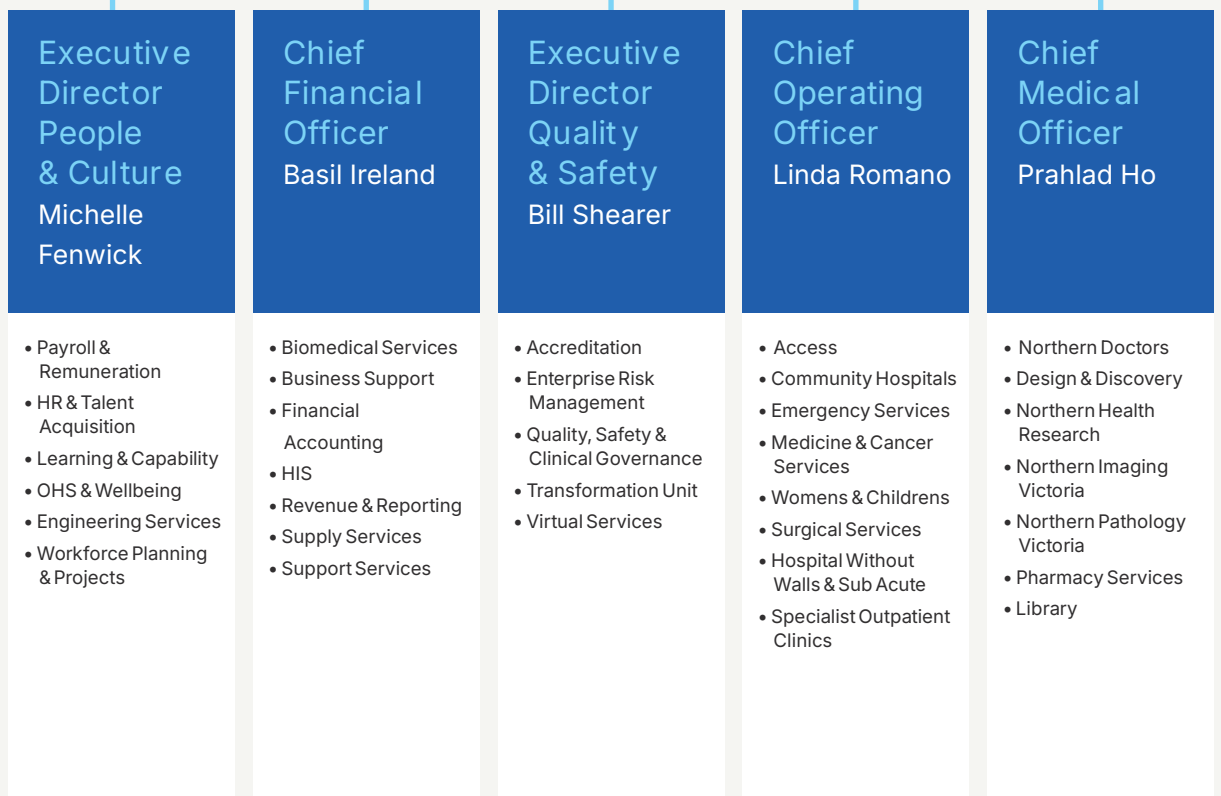 Executive
Director
People
& Culture
Michelle
Fenwick
• Payroll &
Remuneration
• HR & Talent
Acquisition
• Learning & Capability
• OHS & Wellbeing
• Engineering Services
• Workforce Planning
& Projects
Chief
Financial
Officer
Basil Ireland
• Biomedical Services
• Business Support
• Financial
Accounting
• HIS
• Revenue & Reporting
• Supply Services
• Support Services
Executive
Director
Quality
& Safety
Bill Shearer
• Accreditation
• Enterprise Risk
Management
• Quality, Safety &
Clinical Governance
• Transformation Unit
• Virtual Services
Chief
Operating
Officer
Linda Romano
• Access
• Community Hospitals
• Emergency Services
• Medicine & Cancer
Services
• Womens & Childrens
• Surgical Services
• Hospital Without
Walls & Sub Acute
• Specialist Outpatient
Clinics
Chief
Medical
Officer
Prahlad Ho
• Northern Doctors
• Design & Discovery
• Northern Health
Research
• Northern Imaging
Victoria
• Northern Pathology
Victoria
• Pharmacy Services
• Library